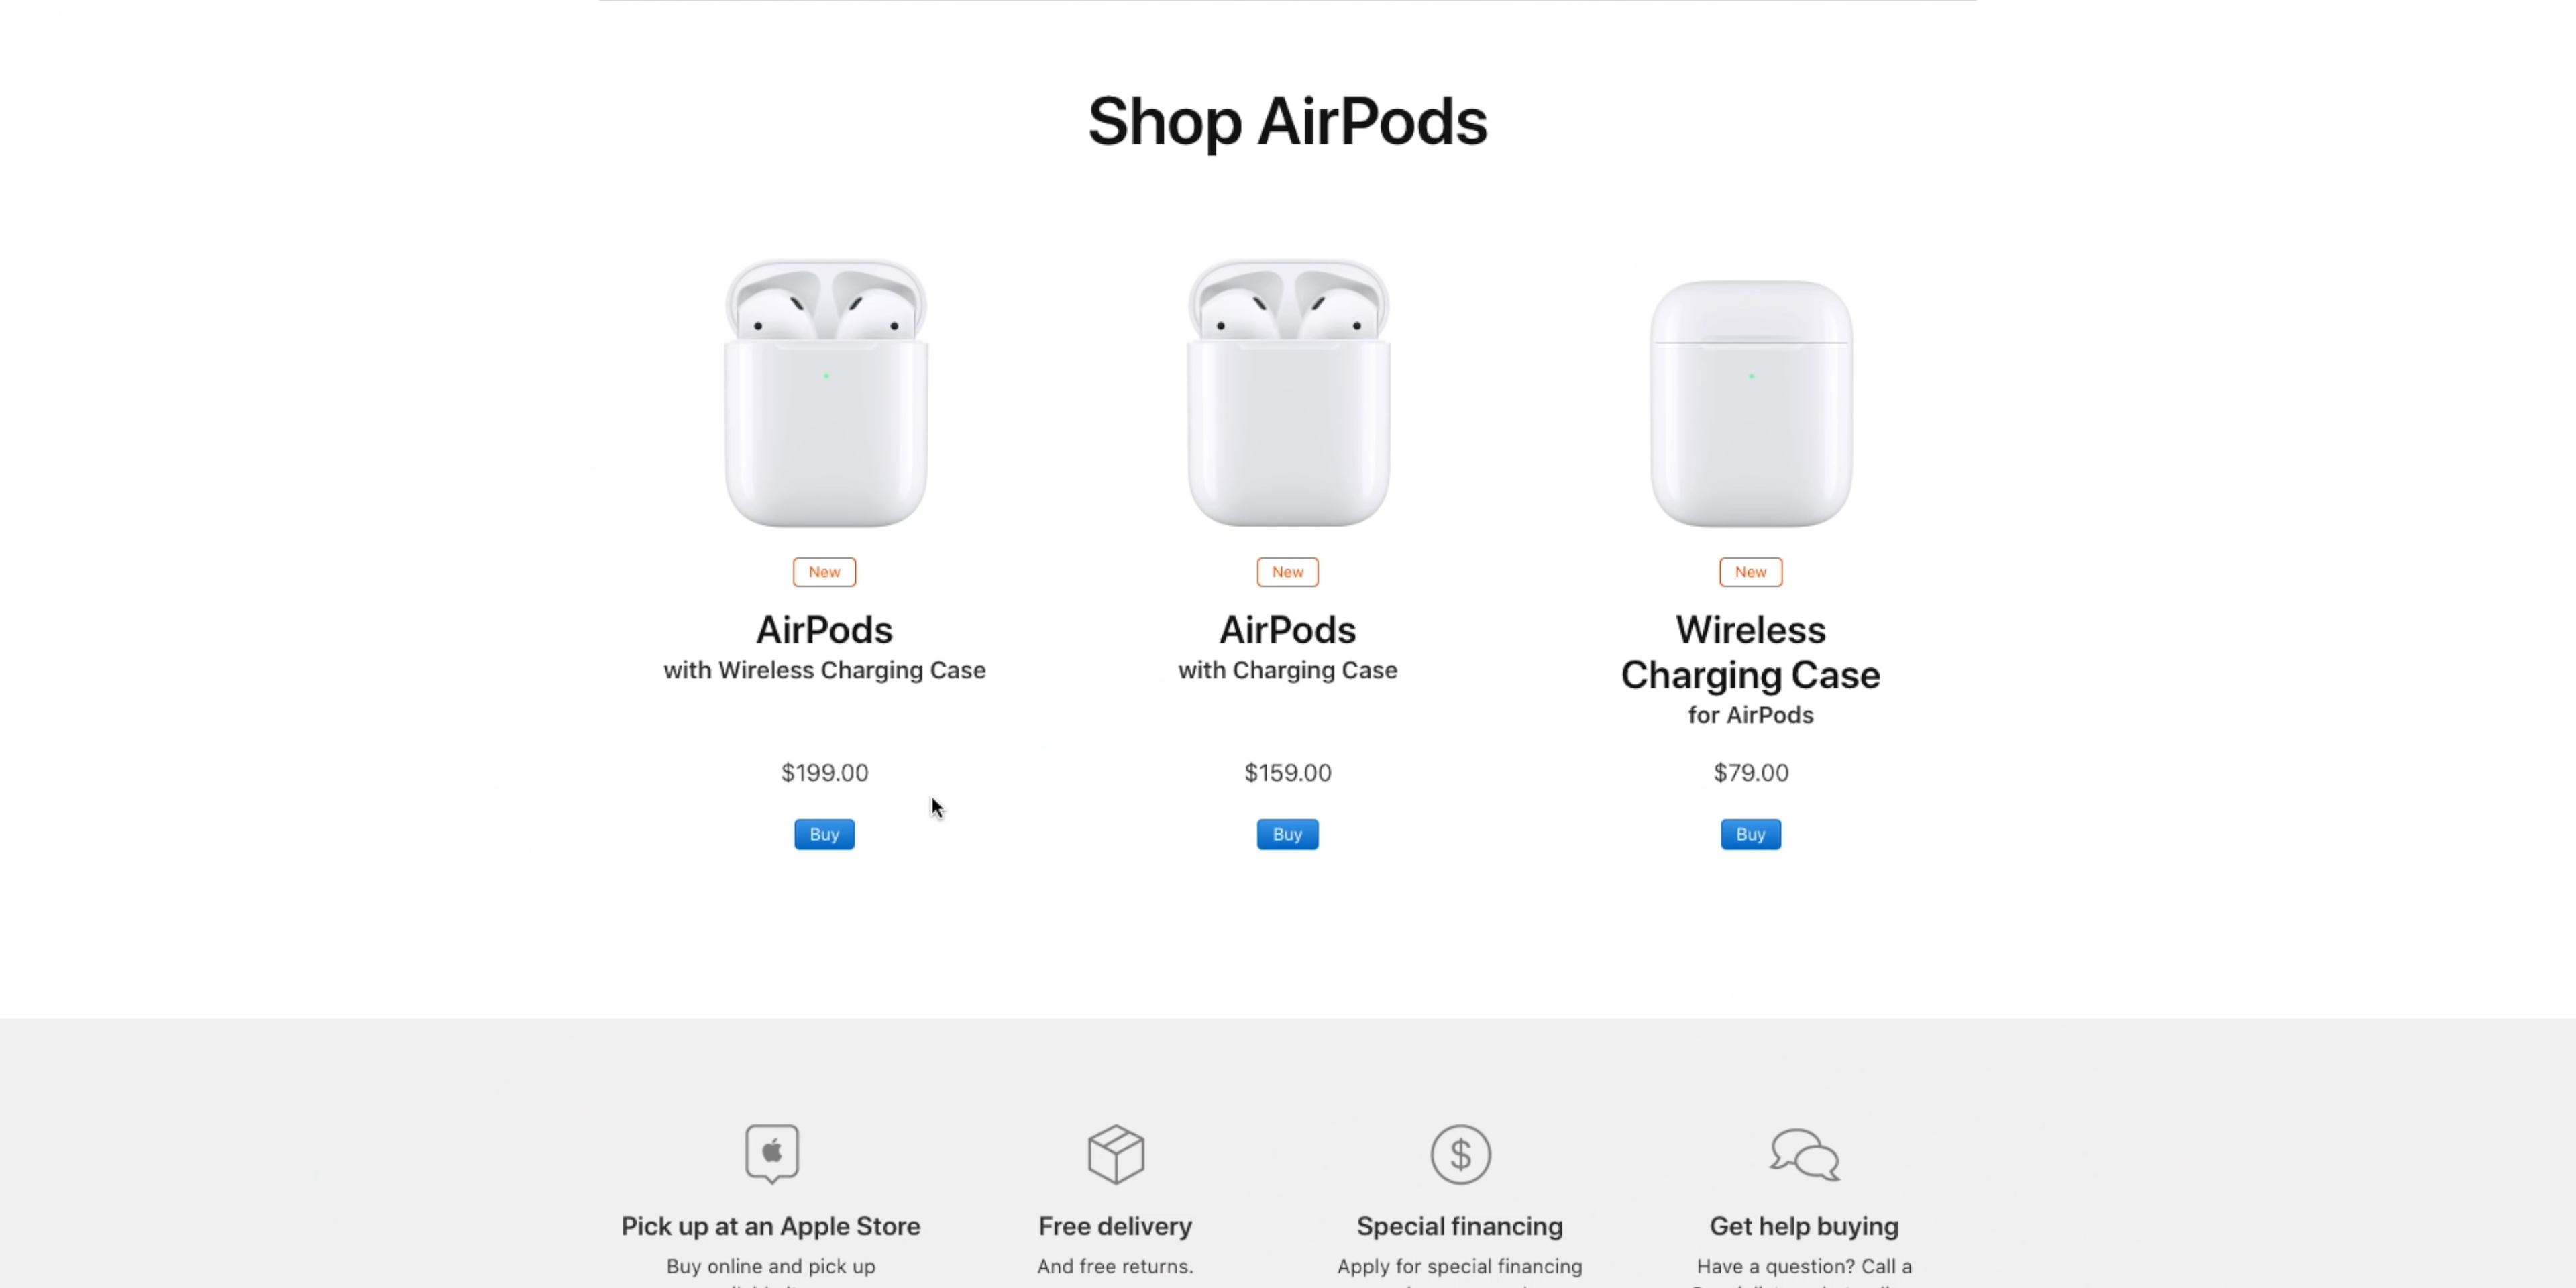 Shop AirPods
New
AirPods
with Wireless Charging Case
$199.00
Buy
New
AirPods
with Charging Case
$159.00
Buy
New
Wireless
Charging Case
for AirPods
$79.00
Buy
Pick up at an Apple Store
Buy online and pick up
Free delivery
And free returns.
Special financing
Apply for special financing
Get help buying
Have a question? Call a